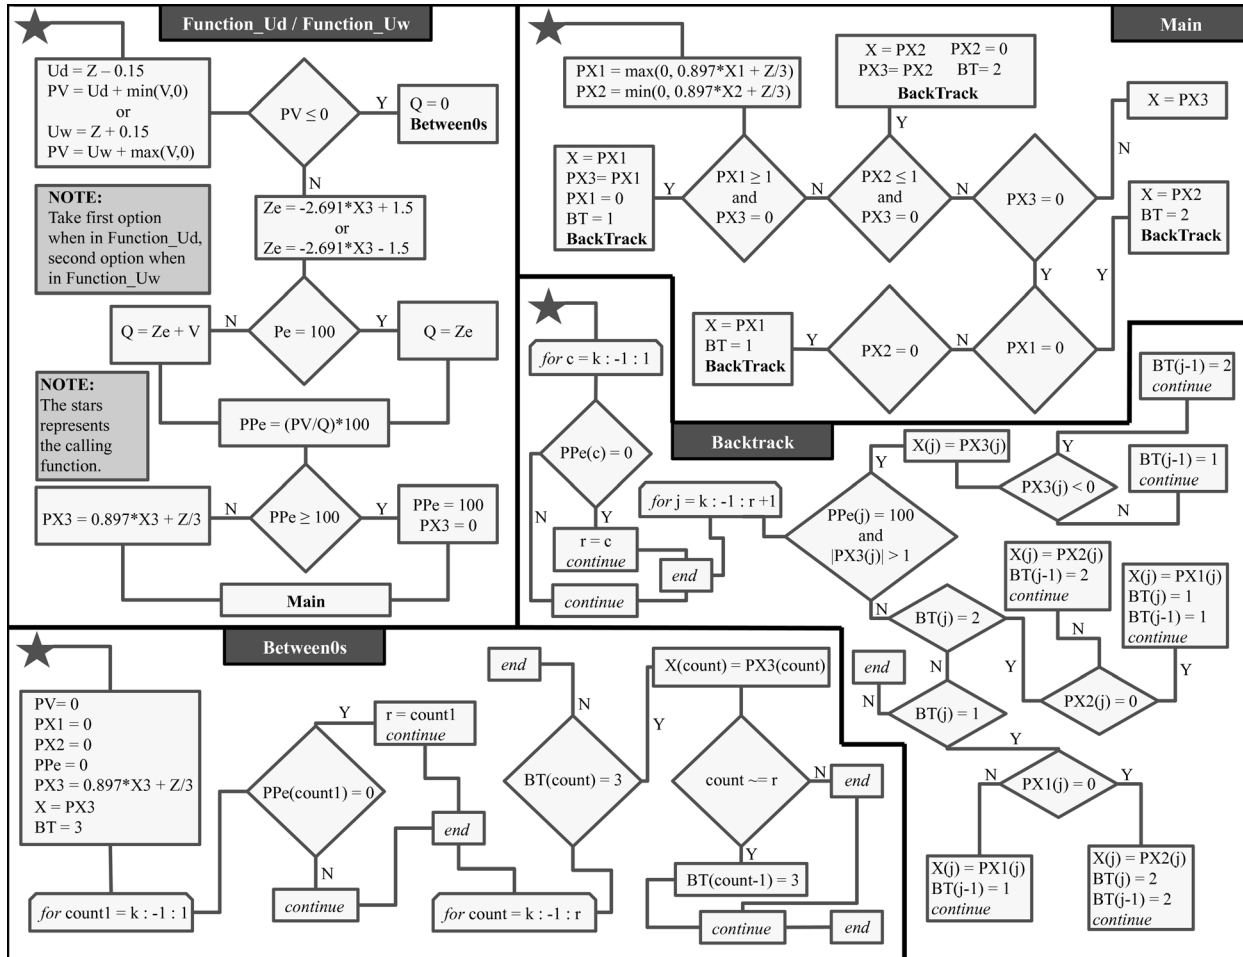 Function_Ud / Function_Uw
Ud = Z – 0.15
PV = Ud + min(V,0)
or
Uw = Z + 0.15
PV = Uw + max(V,0)
PV ≤ 0
Y
Q = 0
Between0s
N
NOTE:
Take first option
when in Function_Ud,
second option when
in Function_Uw
Ze = -2.691*X3 + 1.5
or
Ze = -2.691*X3 - 1.5
Q = Ze + V
N
Pe = 100
Y
Q = Ze
NOTE:
The stars
represents
the calling
function.
PPe = (PV/Q)*100
PX3 = 0.897*X3 + Z/3
N
PPe ≥ 100
Y
PPe = 100
PX3 = 0
Main
Main
PX1 = max(0, 0.897*X1 + Z/3)
PX2 = min(0, 0.897*X2 + Z/3)
X = PX2 PX2 = 0
PX3= PX2 BT= 2
BackTrack
Y
X = PX3
N
X = PX1
PX3= PX1
PX1 = 0
BT = 1
BackTrack
Y
PX1 ≥ 1
and
PX3 = 0
N
PX2 ≤ 1
and
PX3 = 0
N
PX3 = 0
X = PX2
BT = 2
BackTrack
Y
Y
X = PX1
BT = 1
BackTrack
Y
PX2 = 0
N
PX1 = 0
Backtrack
for c = k : -1 : 1
PPe(c) = 0
N
Y
r = c
continue
continue
end
for j = k : -1 : r +1
PPe(j) = 100
and
|PX3(j)| > 1
Y
X(j) = PX3(j)
PX3(j) < 0
Y
BT(j-1) = 2
continue
N
BT(j-1) = 1
continue
N
BT(j) = 2
X(j) = PX2(j)
BT(j-1) = 2
continue
N
X(j) = PX1(j)
BT(j) = 1
BT(j-1) = 1
continue
Y
PX2(j) = 0
N
end
N
BT(j) = 1
Y
N
PX1(j) = 0
Y
X(j) = PX1(j)
BT(j-1) = 1
continue
X(j) = PX2(j)
BT(j) = 2
BT(j-1) = 2
continue
Between0s
PV= 0
PX1 = 0
PX2 = 0
PPe = 0
PX3 = 0.897*X3 + Z/3
X = PX3
BT = 3
for count1 = k : -1 : 1
PPe(count1) = 0
Y
r = count1
continue
N
continue
end
for count = k : -1 : r
BT(count) = 3
N
end
Y
X(count) = PX3(count)
count ~= r
N
end
Y
BT(count-1) = 3
continue
end